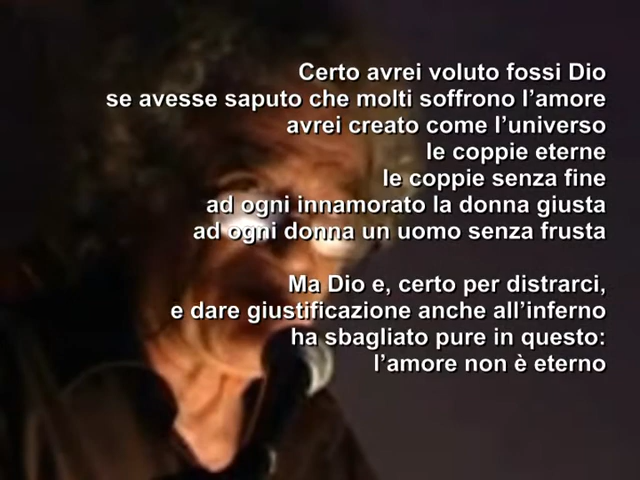 Certo avrei voluto fossi Dio
se avesse saputo che molti soffrono l’amore
avrei creato come l’universo
le coppie eterne
le coppie senza fine
ad ogni innamorato la donna giusta
ad ogni donna un uomo senza frusta
Ma Dio e, certo per distrarci,
e dare giustificazione anche all’inferno
ha sbagliato pure in questo:
l’amore non è eterno